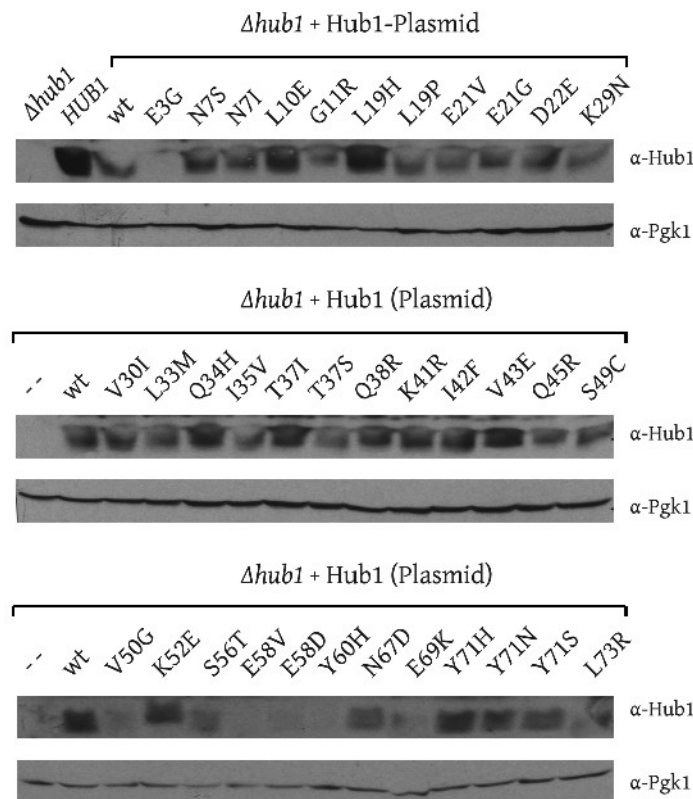 Δhub1 + Hub1-Plasmid
Δhub1 HUB1 wt E3G N7S N7I L10E G11R L19H L19P E21V E21G D22E K29N
α-Hub1
α-Pgk1
Δhub1 + Hub1 (Plasmid)
-- wt V30I L33M Q34H I35V T37I T37S Q38R K41R I42F V43E Q45R S49C
α-Hub1
α-Pgk1
Δhub1 + Hub1 (Plasmid)
-- wt V50G K52E S56T E58V E58D Y60H N67D E69K Y71H Y71N Y71S L73R
α-Hub1
α-Pgk1